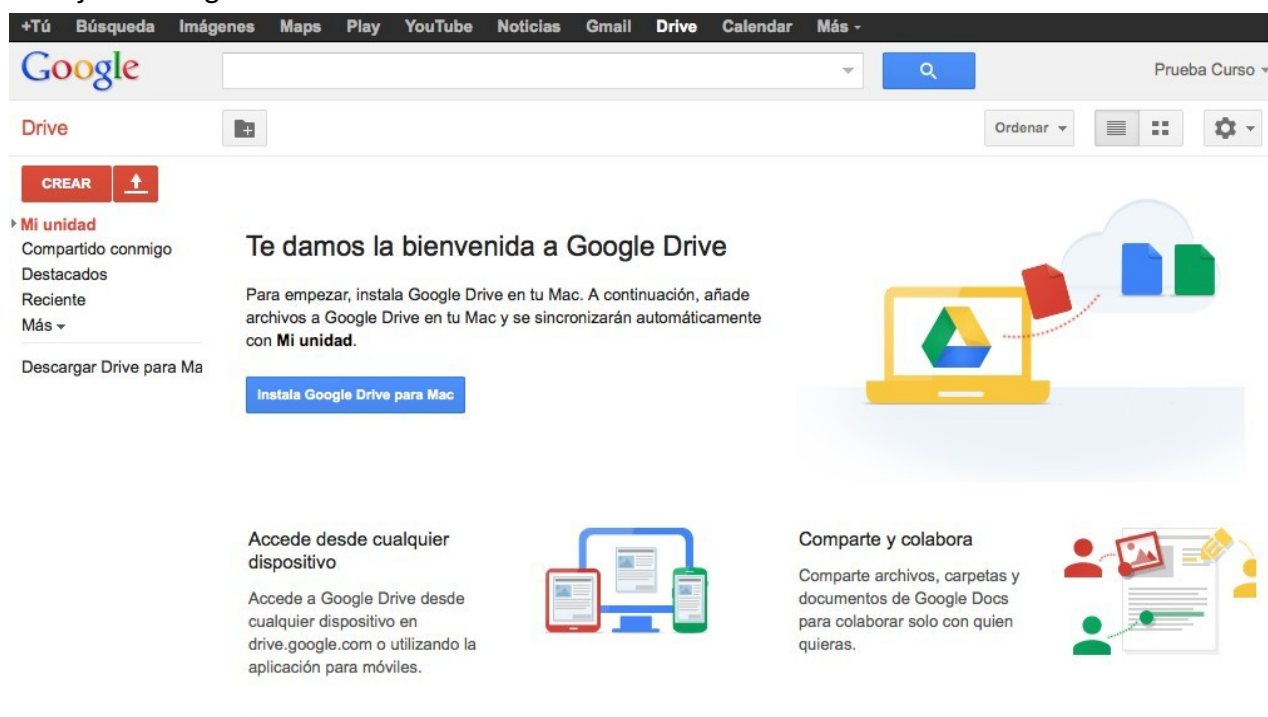 +Tú Búsqueda Imágenes Maps Play YouTube Noticias Gmail Drive Calendar Más
Google
Prueba Curso
Drive
Ordenar
CREAR
Mi unidad
Compartido conmigo
Destacados
Reciente
Más
Descargar Drive para Ma
Te damos la bienvenida a Google Drive
Para empezar, instala Google Drive en tu Mac. A continuación, añade
archivos a Google Drive en tu Mac y se sincronizarán automáticamente
con Mi unidad.
Instala Google Drive para Mac
Accede desde cualquier
dispositivo
Accede a Google Drive desde
cualquier dispositivo en
drive.google.com o utilizando la
aplicación para móviles.
Comparte y colabora
Comparte archivos, carpetas y
documentos de Google Docs
para colaborar solo con quien
quieras.